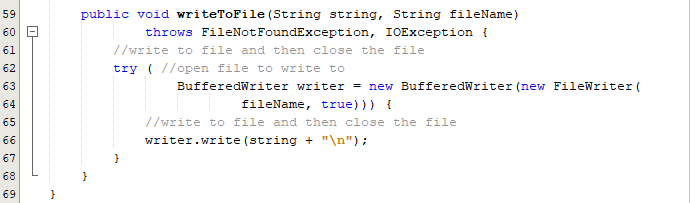 59 public void writeToFile(String string, String fileName)
60 throws FileNotFoundException, IOException {
61 //write to file and then close the file
62 try ( //open file to write to
63 BufferedWriter writer = new BufferedWriter(new FileWriter(
64 fileName, true))) {
65 //write to file and then close the file
66 writer.write(string + "\n");
67 }
68 }
69 }